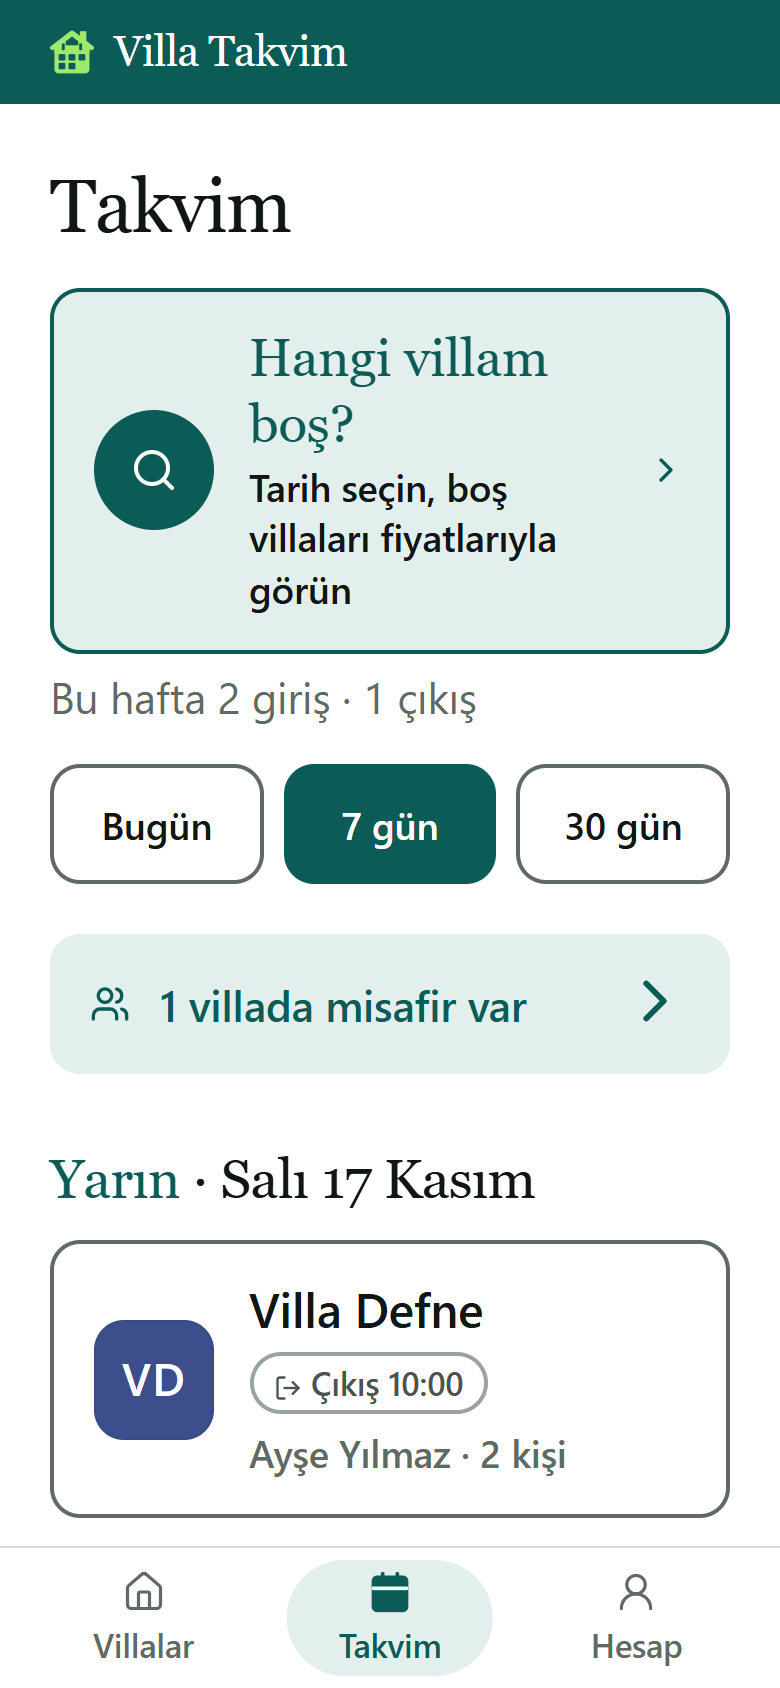 Villa Takvim
Takvim
Hangi villam
boş?
Tarih seçin, boş
villaları fiyatlarıyla
görün
Bu hafta 2 giriş · 1 çıkış
Bugün
7 gün
30 gün
1 villada misafir var
Yarın · Salı 17 Kasım
VD
Villa Defne
Çıkış 10:00
Ayşe Yılmaz · 2 kişi
Villalar
Takvim
Hesap